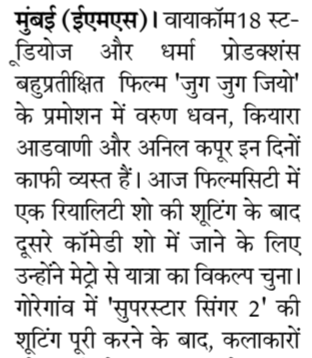 मुंबई (ईएमएस)। वायाकॉम18 स्ट-
ूडियोज और धर्मा प्रोडक्शंस
बहुप्रतीक्षित फिल्म 'जुग जुग जियो'
के प्रमोशन में वरुण धवन, कियारा
आडवाणी और अनिल कपूर इन दिनों
काफी व्यस्त हैं। आज फिल्मसिटी में
एक रियालिटी शो की शूटिंग के बाद
दूसरे कॉमेडी शो में जाने के लिए
उन्होंने मेट्रो से यात्रा का विकल्प चुना।
गोरेगांव में 'सुपरस्टार सिंगर 2' की
शूटिंग पूरी करने के बाद, कलाकारों